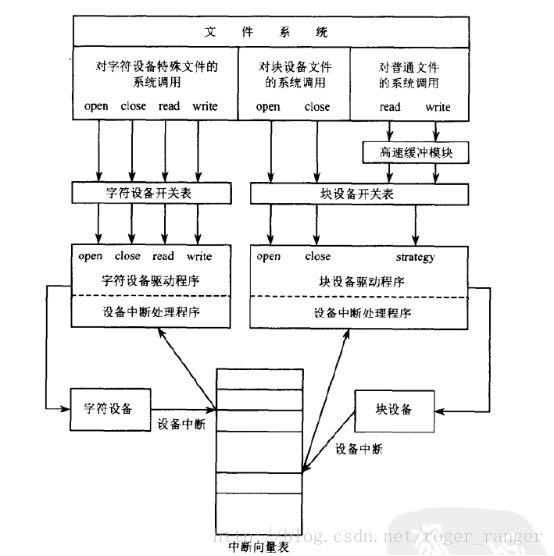 文 件 系 统
对字符设备特殊文件的
系统调用
open close read write
对块设备文件
的系统调用
open close
对普通文件
的系统调用
read write
高速缓冲模块
字符设备开关表
块设备开关表
open close read write
字符设备驱动程序
设备中断处理程序
open close strategy
块设备驱动程序
设备中断处理程序
字符设备
设备中断
块设备
设备中断
http://blog.csdn.net/roger_ranger
中断向量表